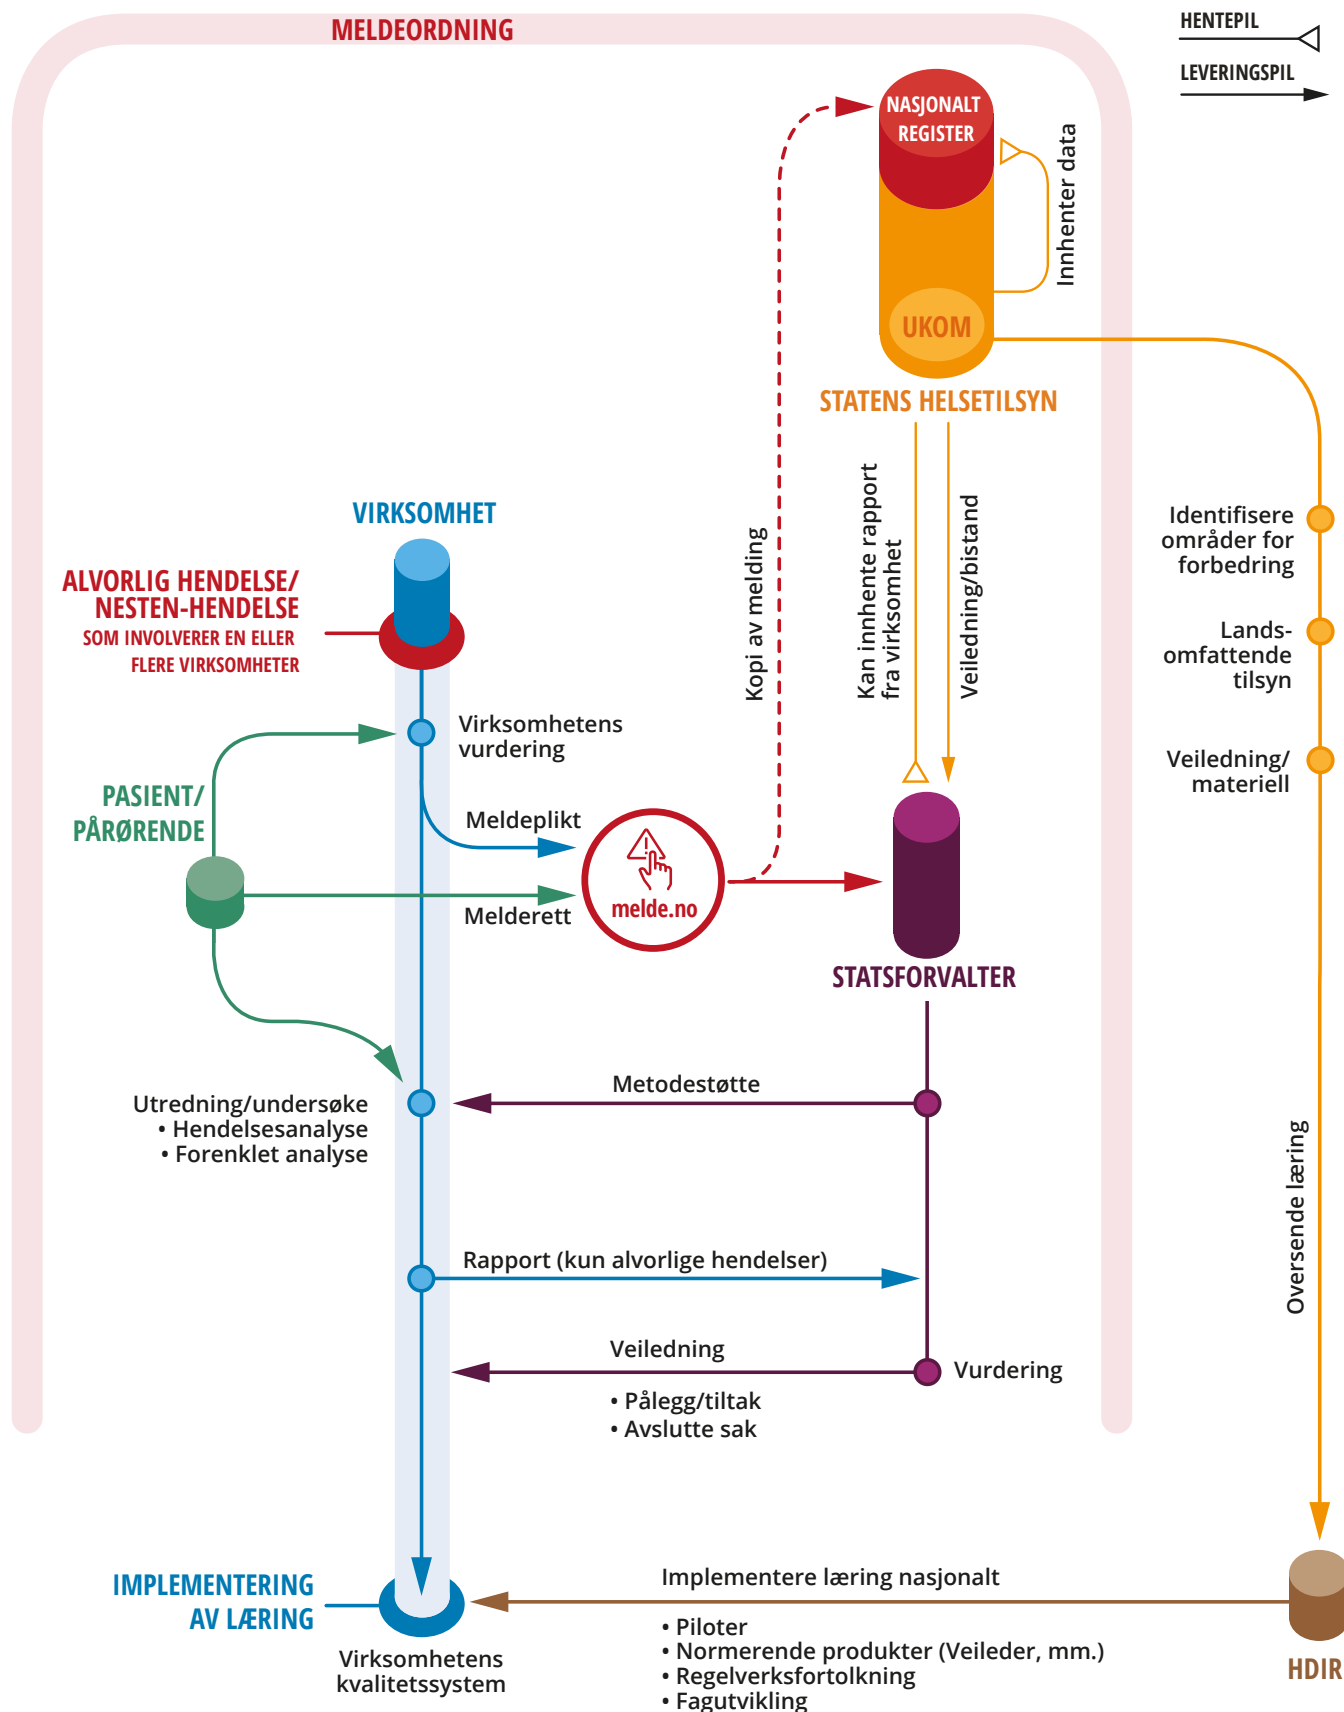 MELDEORDNING
HENTEPIL
LEVERINGSPIL
NASJONALT
REGISTER
Innhenter data
UKOM
STATENS HELSETILSYN
Kopi av melding
Kan innhente rapport
fra virksomhet
Veiledning/bistand
Identifisere
områder for
forbedring
Lands-
omfattende
tilsyn
Veiledning/
materiell
VIRKSOMHET
ALVORLIG HENDELSE/
NESTEN-HENDELSE
SOM INVOLVERER EN ELLER
FLERE VIRKSOMHETER
Virksomhetens
vurdering
PASIENT/
PÅRØRENDE
Meldeplikt
Melderett
melde.no
STATSFORVALTER
Metodestøtte
Utredning/undersøke
• Hendelsesanalyse
• Forenklet analyse
Rapport (kun alvorlige hendelser)
Oversende læring
Veiledning
• Pålegg/tiltak
• Avslutte sak
Vurdering
IMPLEMENTERING
AV LÆRING
Virksomhetens
kvalitetssystem
Implementere læring nasjonalt
• Piloter
• Normerende produkter (Veileder, mm.)
• Regelverksfortolkning
• Fagutvikling
HDIR